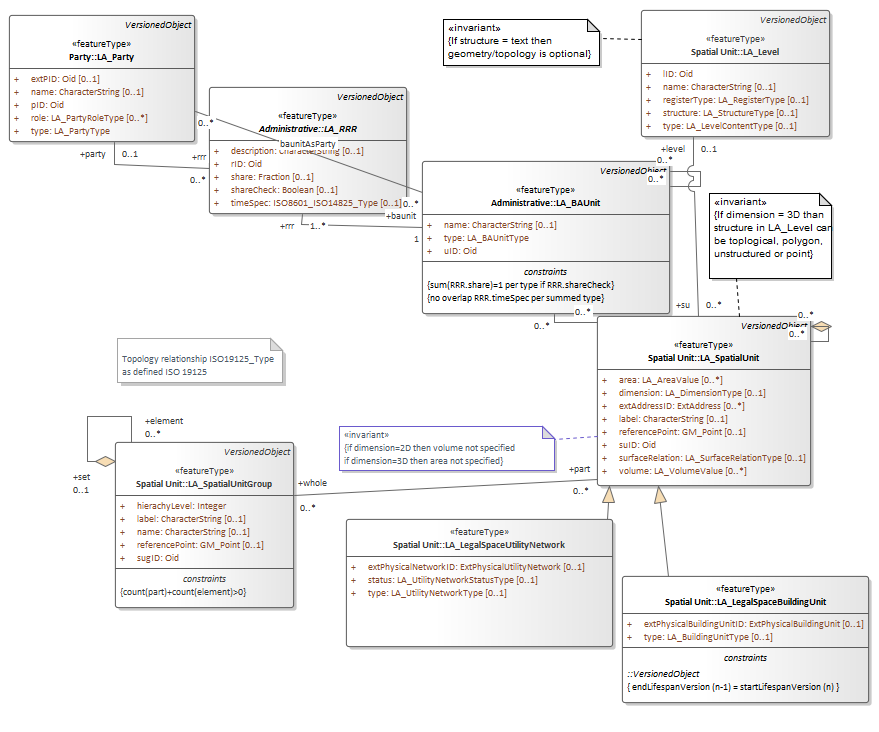 VersionedObject
«featureType»
Party::LA_Party
+ extPID: Oid [0..1]
+ name: CharacterString [0..1]
+ pID: Oid
+ role: LA_PartyRoleType [0..*]
+ type: LA_PartyType
«invariant»
{If structure = text then
geometry/topology is optional}
VersionedObject
«featureType»
Spatial Unit::LA_Level
+ lID: Oid
+ name: CharacterString [0..1]
+ registerType: LA_RegisterType [0..1]
+ structure: LA_StructureType [0..1]
+ type: LA_LevelContentType [0..1]
VersionedObject
«featureType»
Administrative::LA_RRR
+ description: CharacterString [0..1]
+ rID: Oid
+ share: Fraction [0..1]
+ shareCheck: Boolean [0..1]
+ timeSpec: ISO8601_ISO14825_Type [0..1]
baunitAsParty
0..*
+party
0..1
+rrr
0..*
0..*
+baunit
+rrr
1..*
1
+level
0..1
0..*
0..*
VersionedObject
«featureType»
Administrative::LA_BAUnit
+ name: CharacterString [0..1]
+ type: LA_BAUnitType
+ uID: Oid
constraints
{sum(RRR.share)=1 per type if RRR.shareCheck}
{no overlap RRR.timeSpec per summed type}
«invariant»
{If dimension = 3D than
structure in LA_Level can
be toplogical, polygon,
unstructured or point}
+su
0..*
0..*
0..*
0..*
0..*
VersionedObject
«featureType»
Spatial Unit::LA_SpatialUnit
+ area: LA_AreaValue [0..*]
+ dimension: LA_DimensionType [0..1]
+ extAddressID: ExtAddress [0..*]
+ label: CharacterString [0..1]
+ referencePoint: GM_Point [0..1]
+ suID: Oid
+ surfaceRelation: LA_SurfaceRelationType [0..1]
+ volume: LA_VolumeValue [0..*]
Topology relationship ISO19125_Type
as defined ISO 19125
«invariant»
{if dimension=2D then volume not specified
if dimension=3D then area not specified}
+element
0..*
+set
0..1
VersionedObject
«featureType»
Spatial Unit::LA_SpatialUnitGroup
+ hierachyLevel: Integer
+ label: CharacterString [0..1]
+ name: CharacterString [0..1]
+ referencePoint: GM_Point [0..1]
+ sugID: Oid
constraints
{count(part)+count(element)>0}
+whole
0..*
+part
0..*
«featureType»
Spatial Unit::LA_LegalSpaceUtilityNetwork
+ extPhysicalNetworkID: ExtPhysicalUtilityNetwork [0..1]
+ status: LA_UtilityNetworkStatusType [0..1]
+ type: LA_UtilityNetworkType [0..1]
«featureType»
Spatial Unit::LA_LegalSpaceBuildingUnit
+ extPhysicalBuildingUnitID: ExtPhysicalBuildingUnit [0..1]
+ type: LA_BuildingUnitType [0..1]
constraints
::VersionedObject
{ endLifespanVersion (n-1) = startLifespanVersion (n) }